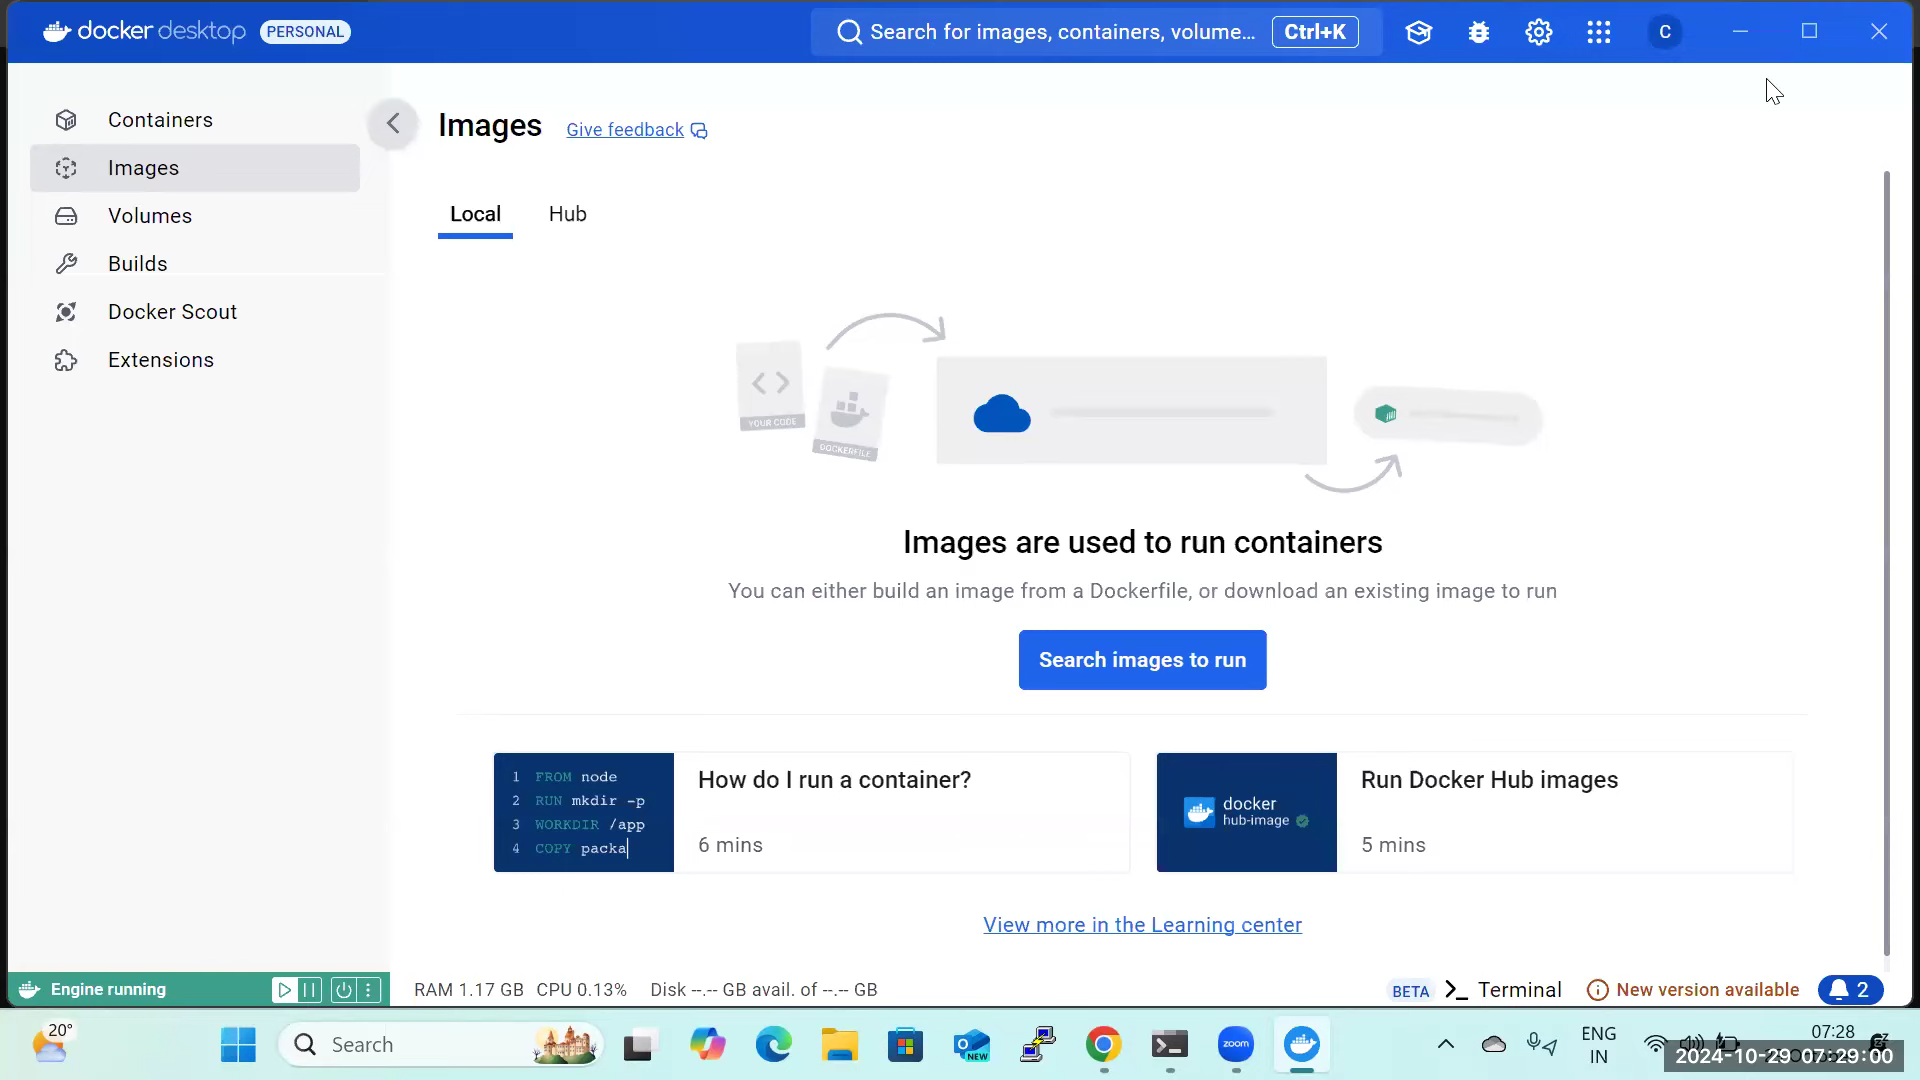 docker desktop PERSONAL
Search for images, containers, volume... Ctrl+K
C
Containers
Images
Volumes
Builds
Docker Scout
Extensions
Images Give feedback
Local Hub
YOUR CODE
DOCKERFILE
Images are used to run containers
You can either build an image from a Dockerfile, or download an existing image to run
Search images to run
1 FROM node
2 RUN mkdir -p
3 WORKDIR /app
4 COPY packa
How do I run a container?
6 mins
docker
hub-image
Run Docker Hub images
5 mins
View more in the Learning center
Engine running
RAM 1.17 GB CPU 0.13% Disk --.-- GB avail. of --.-- GB
BETA Terminal New version available 2
20°
Search
NEW
zoom
ENG
IN
07:28
2024-10-29 07:29:00